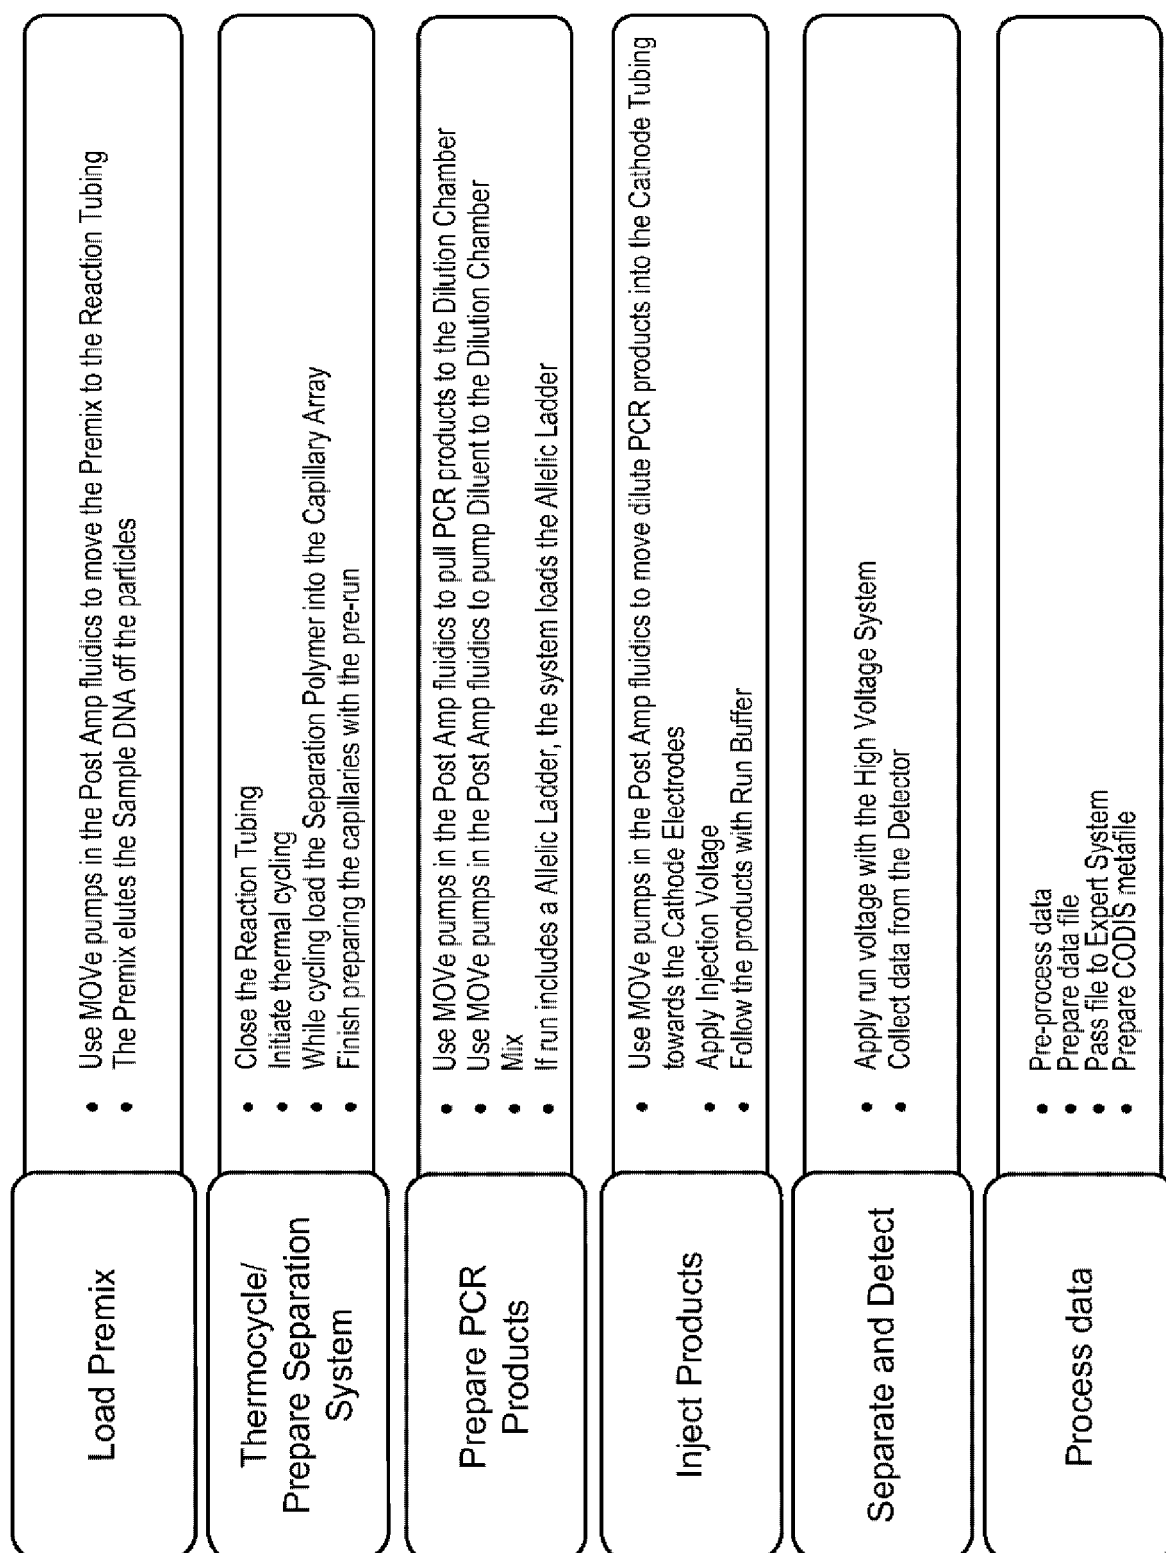 Load Premix
Use MOVe pumps in the Post Amp fluidics to move the Premix to the Reaction Tubing
The Premix elutes the Sample DNA off the particles
Thermocycle/
Prepare Separation
System
Close the Reaction Tubing
Initiate thermal cycling
While cycling load the Separation Polymer into the Capillary Array
Finish preparing the capillaries with the pre-run
Prepare PCR
Products
Use MOVe pumps in the Post Amp fluidics to pull PCR products to the Dilution Chamber
Use MOVe pumps in the Post Amp fluidics to pump Diluent to the Dilution Chamber
Mix
If run includes a Allelic Ladder, the system loads the Allelic Ladder
Inject Products
Use MOVe pumps in the Post Amp fluidics to move dilute PCR products into the Cathode Tubing
towards the Cathode Electrodes
Apply Injection Voltage
Follow the products with Run Buffer
Separate and Detect
Apply run voltage with the High Voltage System
Collect data from the Detector
Process data
Pre-process data
Prepare data file
Pass file to Expert System
Prepare CODIS metafile